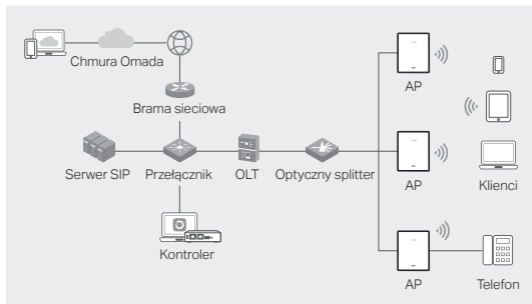 Chmura Omada
Brama sieciowa
AP
Serwer SIP
Przełącznik
OLT
Optyczny splitter
AP
Klienci
Kontroler
AP
Telefon